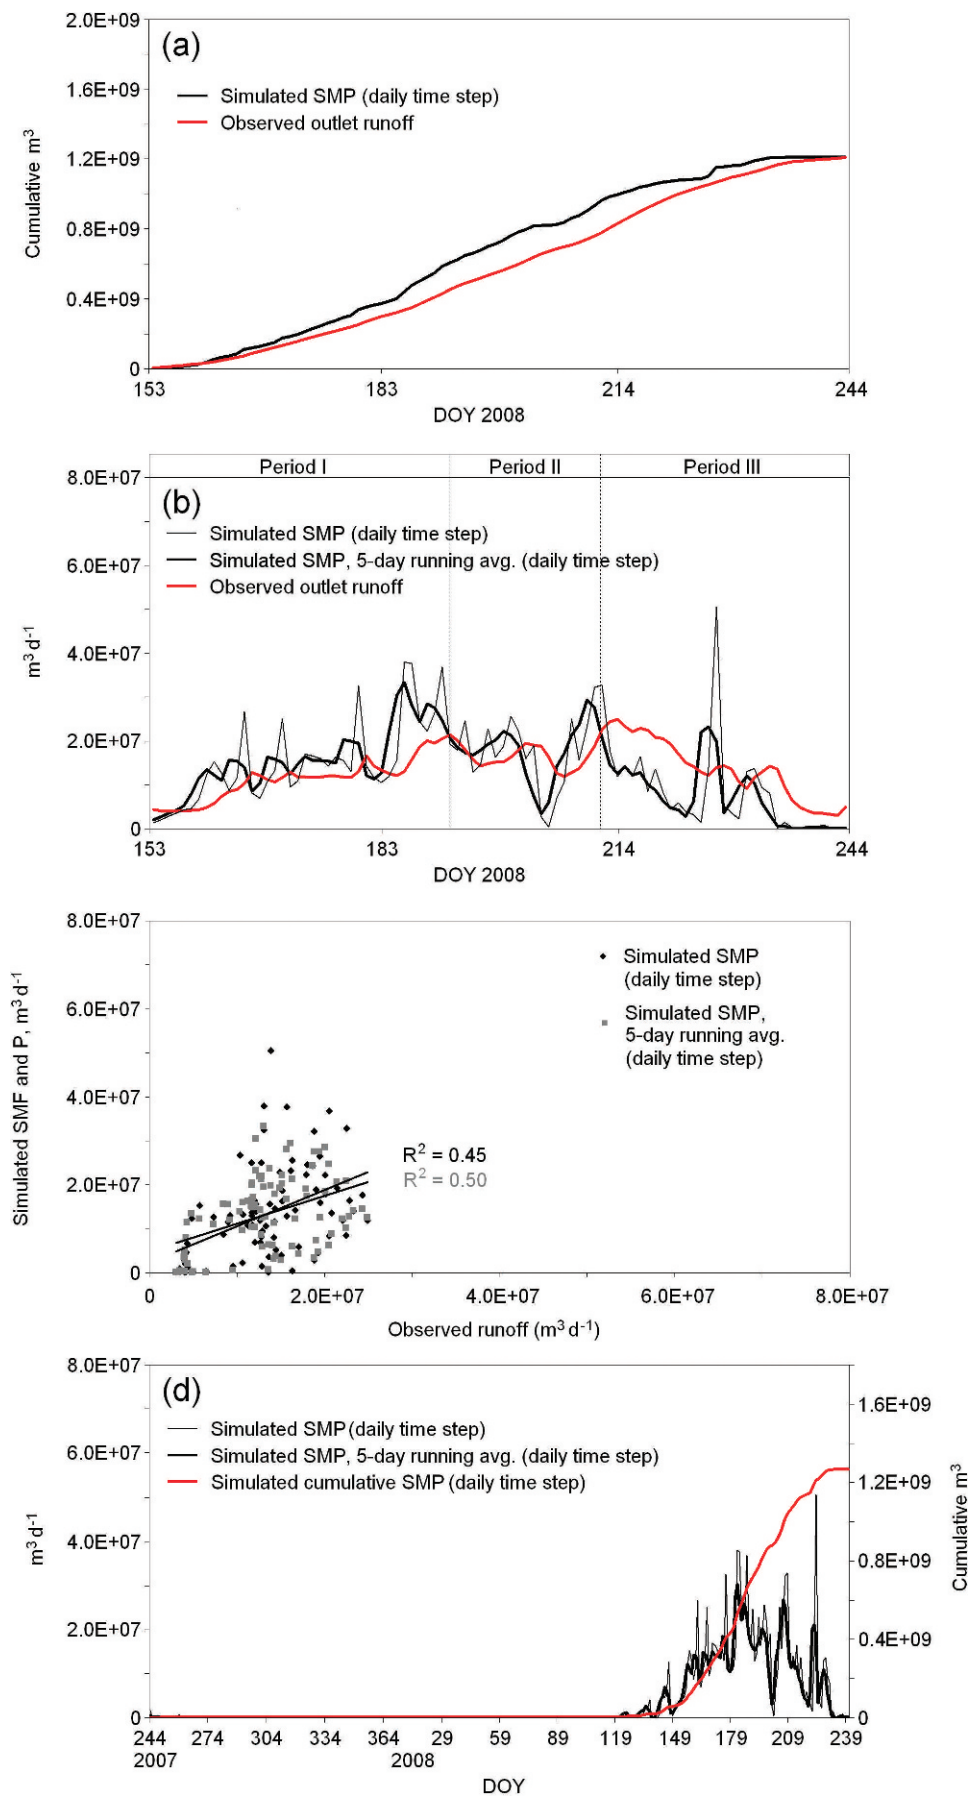 (a)
2.0E+09
1.6E+09
1.2E+09
0.8E+09
0.4E+09
0
Cumulative m³
Simulated SMP (daily time step)
Observed outlet runoff
153 183 214 244
DOY 2008
Period I Period II Period III
(b)
8.0E+07
6.0E+07
4.0E+07
2.0E+07
0
m³ d⁻¹
Simulated SMP (daily time step)
Simulated SMP, 5-day running avg. (daily time step)
Observed outlet runoff
153 183 214 244
DOY 2008
8.0E+07
6.0E+07
4.0E+07
2.0E+07
0
Simulated SMF and P, m³ d⁻¹
Simulated SMP
(daily time step)
Simulated SMP,
5-day running avg.
(daily time step)
R² = 0.45
R² = 0.50
0 2.0E+07 4.0E+07 6.0E+07 8.0E+07
Observed runoff (m³ d⁻¹)
(d)
8.0E+07
6.0E+07
4.0E+07
2.0E+07
0
m³ d⁻¹
Simulated SMP (daily time step)
Simulated SMP, 5-day running avg. (daily time step)
Simulated cumulative SMP (daily time step)
1.6E+09
1.2E+09
0.8E+09
0.4E+09
0
Cumulative m³
244 274 304 334 364 29 59 89 119 149 179 209 239
2007 2008
DOY